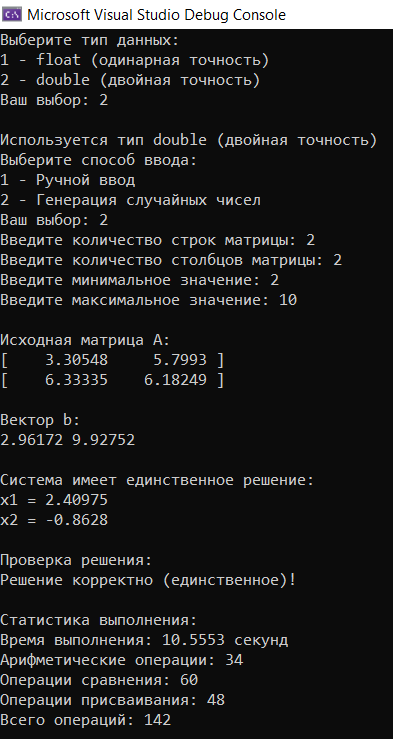 Microsoft Visual Studio Debug Console
Выберите тип данных:
1 - float (одинарная точность)
2 - double (двойная точность)
Ваш выбор: 2
Используется тип double (двойная точность)
Выберите способ ввода:
1 - Ручной ввод
2 - Генерация случайных чисел
Ваш выбор: 2
Введите количество строк матрицы: 2
Введите количество столбцов матрицы: 2
Введите минимальное значение: 2
Введите максимальное значение: 10
Исходная матрица A:
[    3.30548     5.7993 ]
[    6.33335    6.18249 ]
Вектор b:
2.96172 9.92752
Система имеет единственное решение:
x1 = 2.40975
x2 = -0.8628
Проверка решения:
Решение корректно (единственное)!
Статистика выполнения:
Время выполнения: 10.5553 секунд
Арифметические операции: 34
Операции сравнения: 60
Операции присваивания: 48
Всего операций: 142